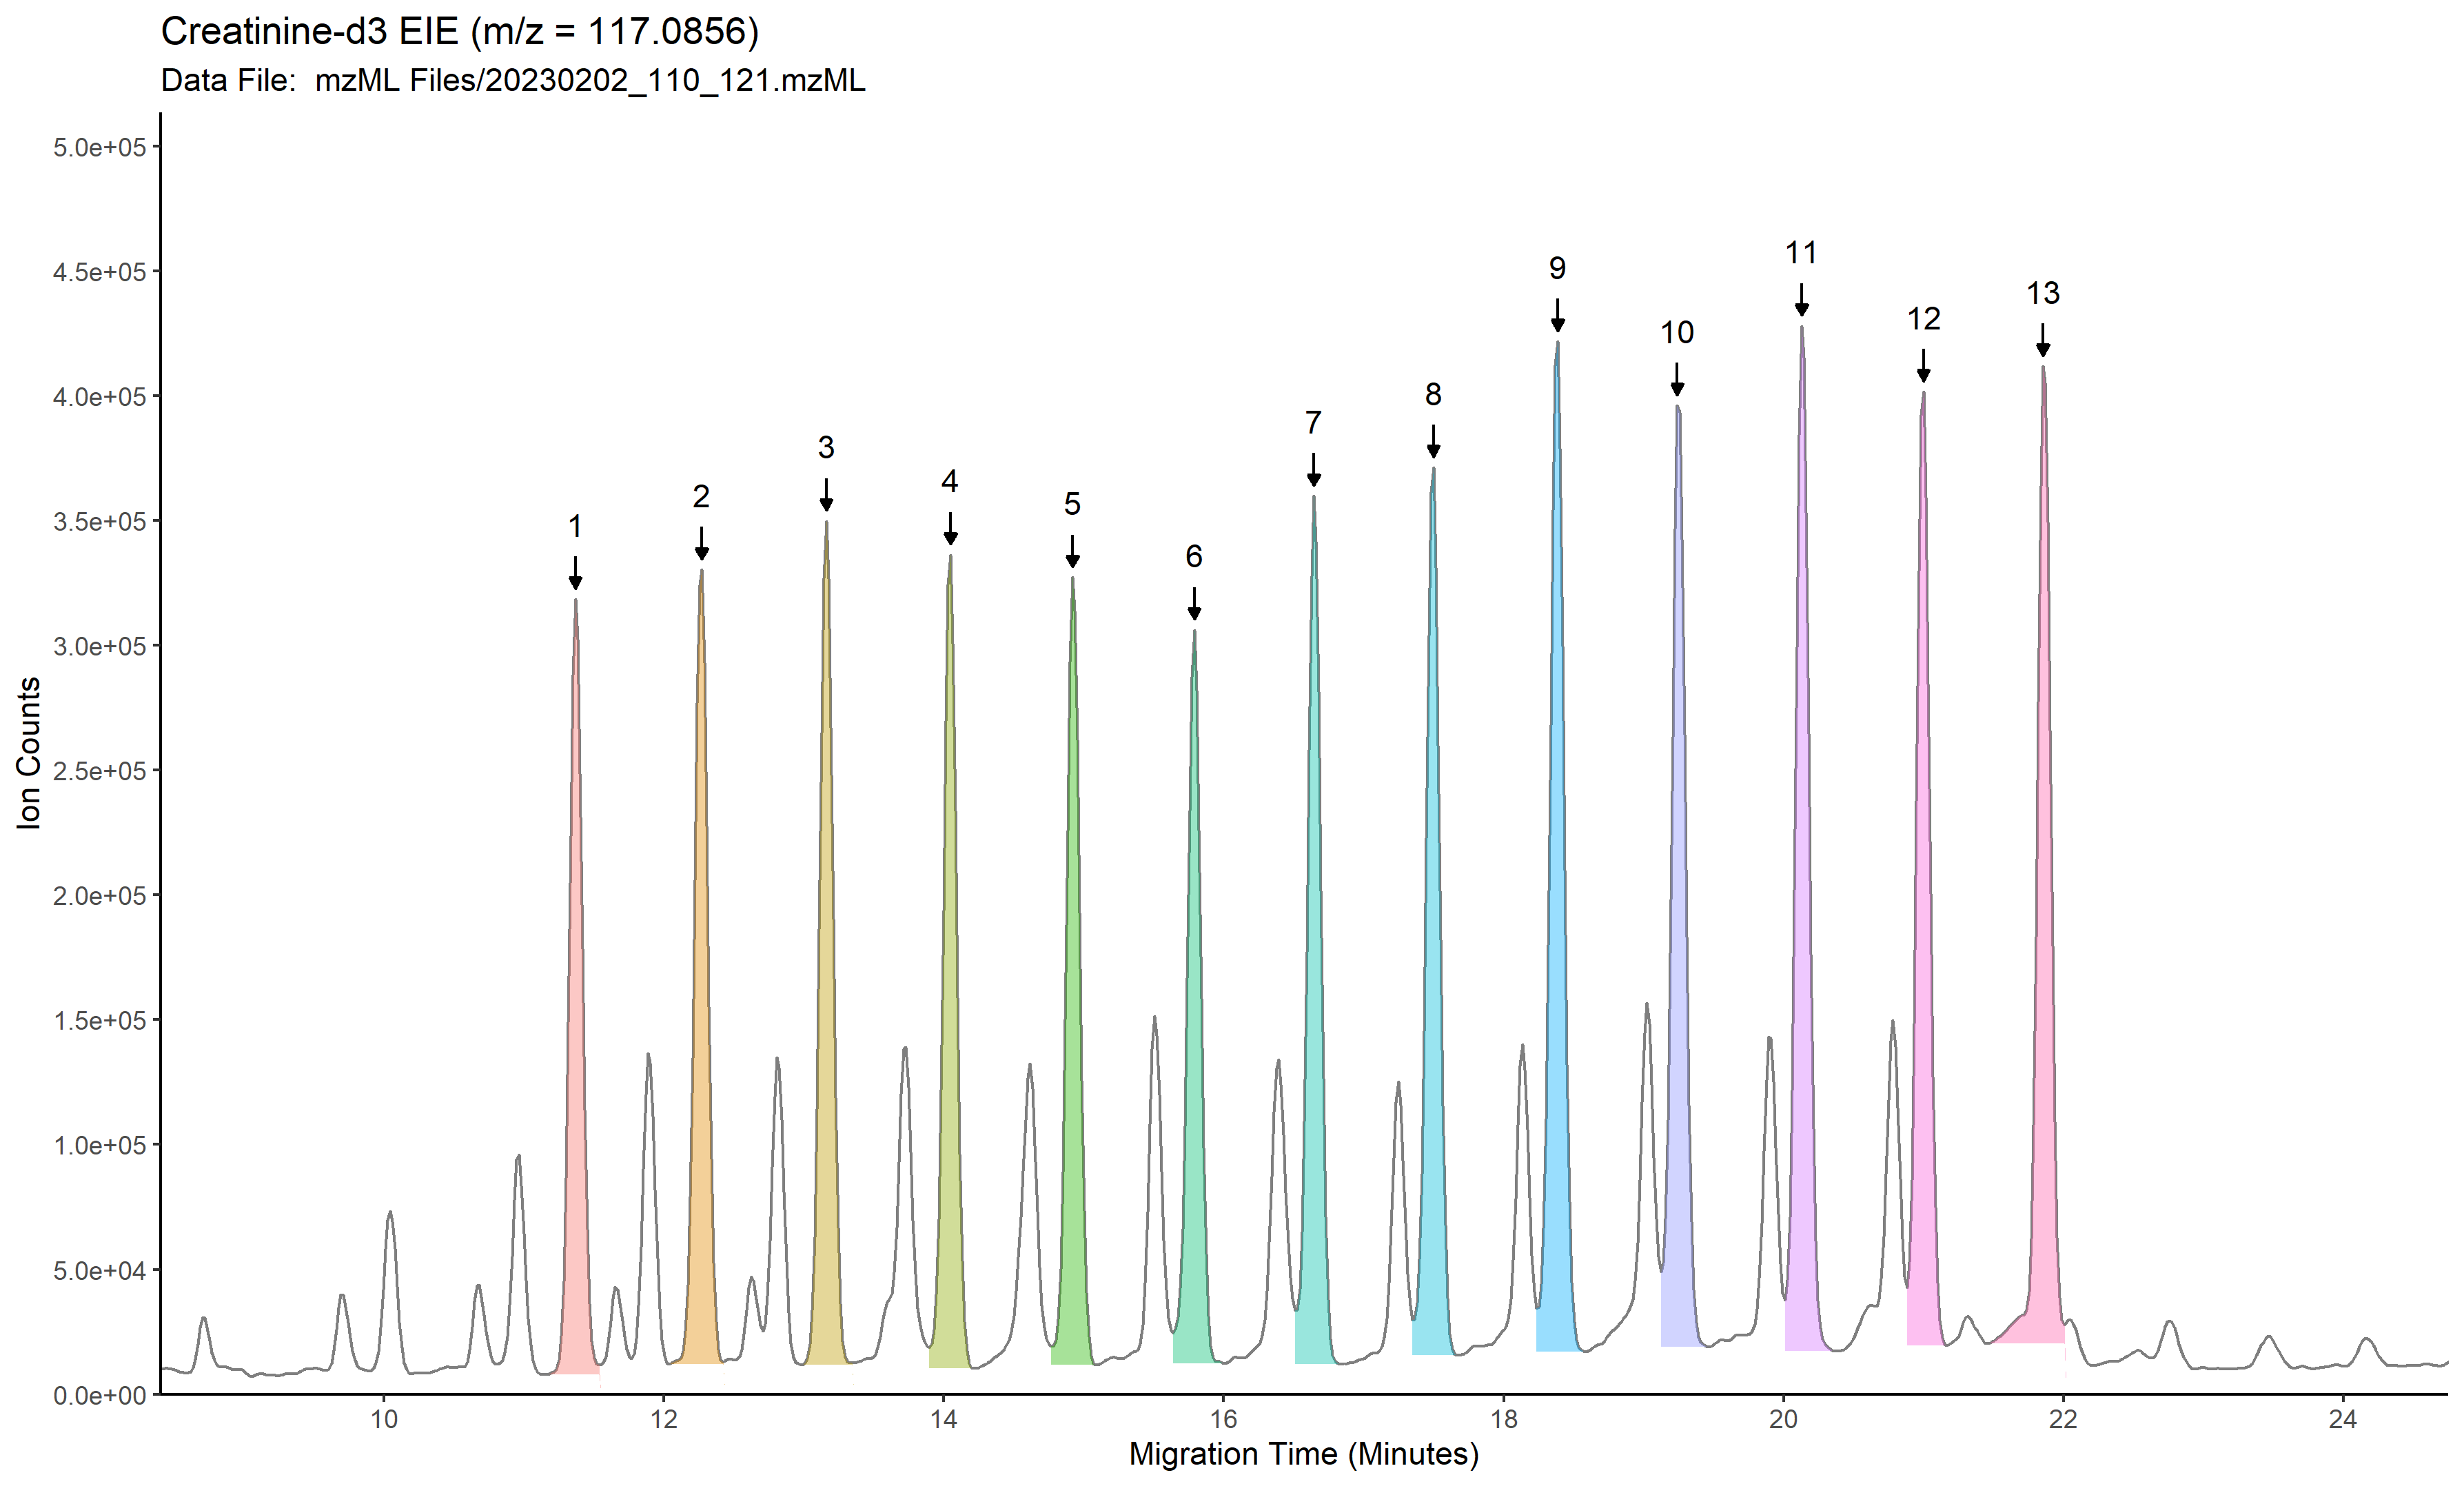 Creatinine-d3 EIE (m/z = 117.0856)
Data File:  mzML Files/20230202_110_121.mzML
5.0e+05
4.5e+05
4.0e+05
3.5e+05
3.0e+05
2.5e+05
2.0e+05
1.5e+05
1.0e+05
5.0e+04
0.0e+00
Ion Counts
1
2
3
4
5
6
7
8
9
10
11
12
13
10
12
14
16
18
20
22
24
Migration Time (Minutes)